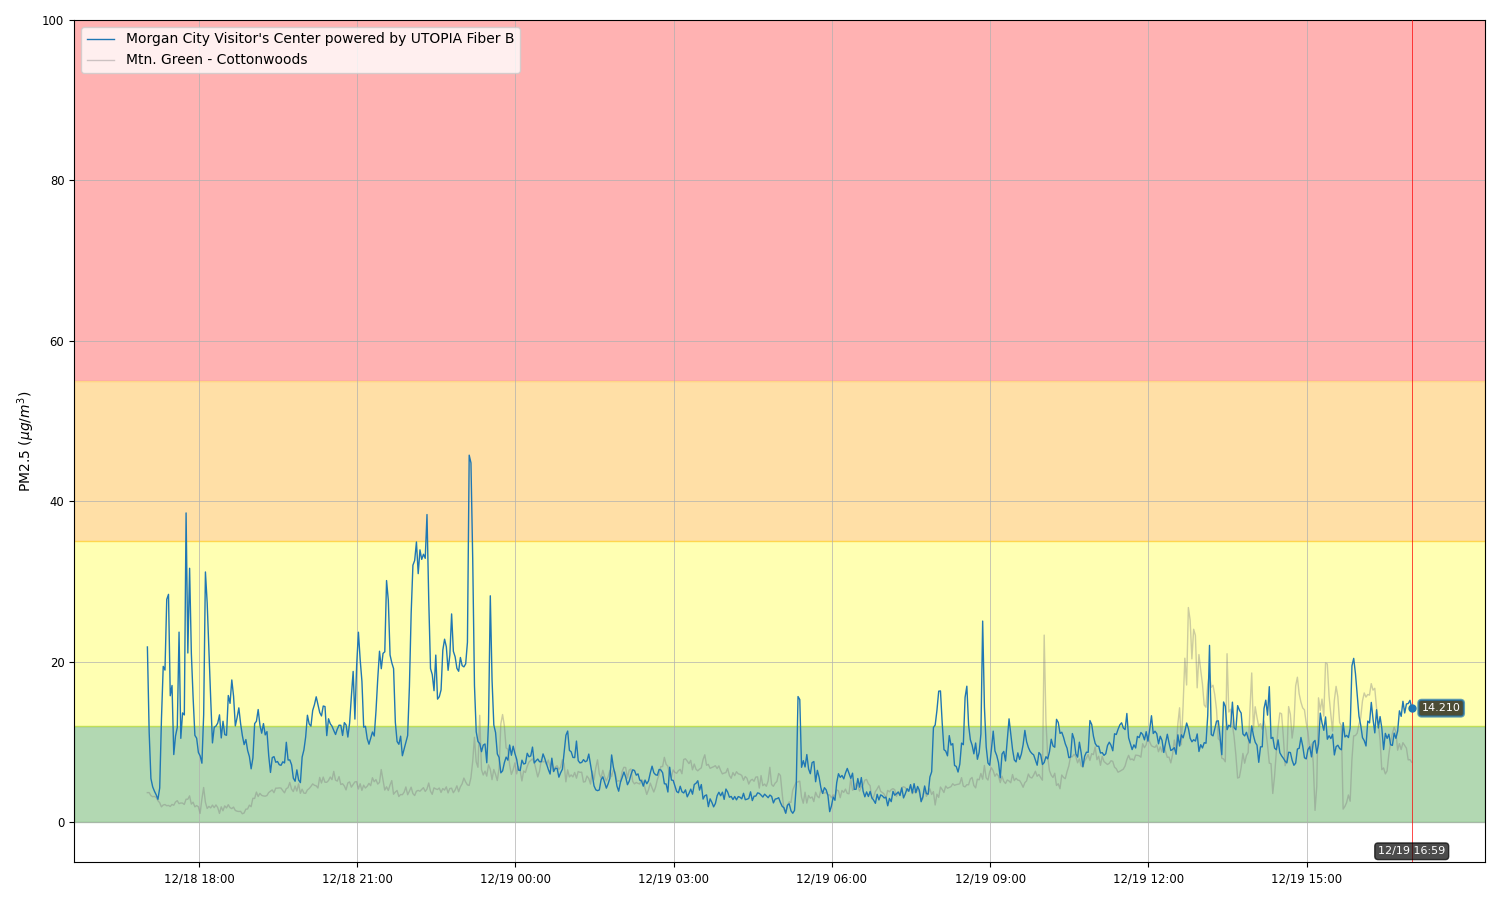 100
Morgan City Visitor's Center powered by UTOPIA Fiber B
Mtn. Green - Cottonwoods
80
60
PM2.5 (μg/m³)
40
20
14.210
0
12/19 16:59
12/18 18:00 12/18 21:00 12/19 00:00 12/19 03:00 12/19 06:00 12/19 09:00 12/19 12:00 12/19 15:00